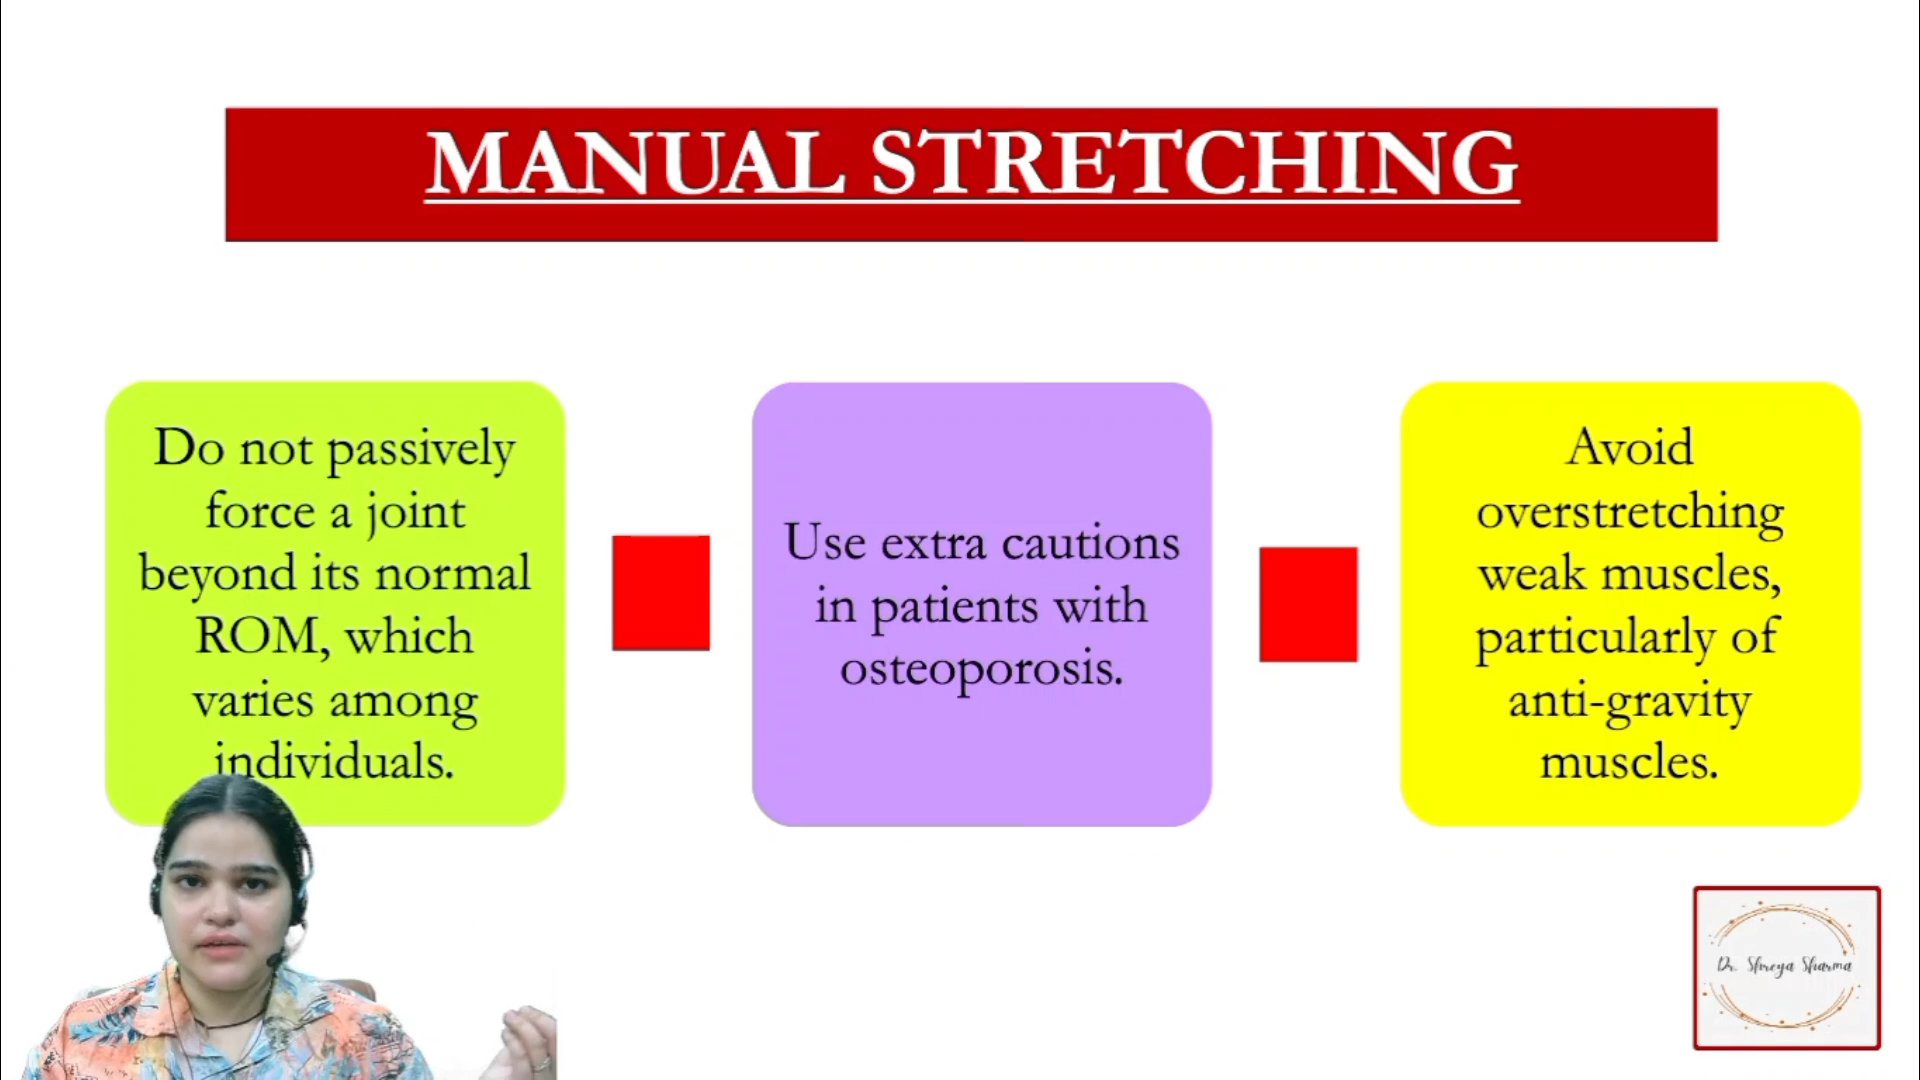 MANUAL STRETCHING
Do not passively
force a joint
beyond its normal
ROM, which
varies among
individuals.
Use extra cautions
in patients with
osteoporosis.
Avoid
overstretching
weak muscles,
particularly of
anti-gravity
muscles.
Dr. Shreya Sharma